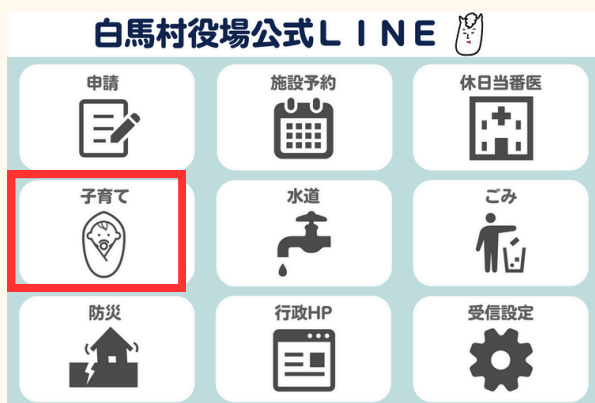 白馬村役場公式ＬＩＮＥ
申請
施設予約
休日当番医
子育て
水道
ごみ
防災
行政HP
受信設定